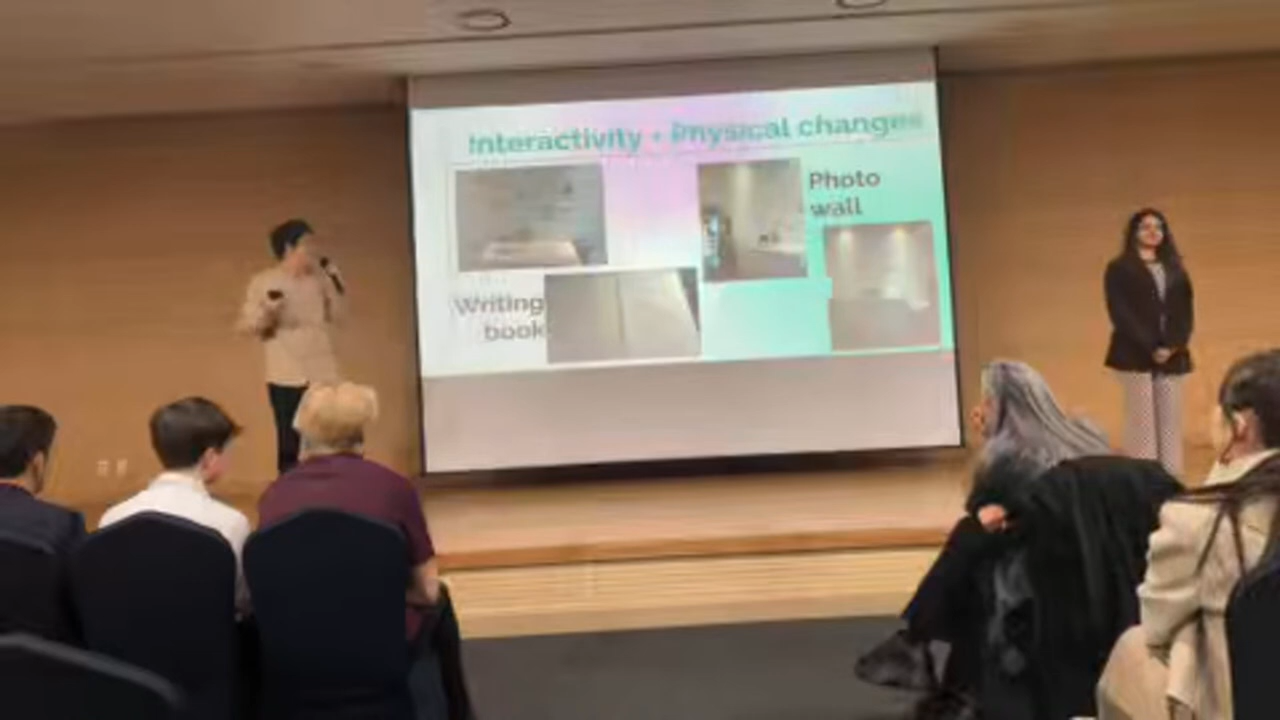 Interactivity + Physical changes
Photo
wall
Writing
book